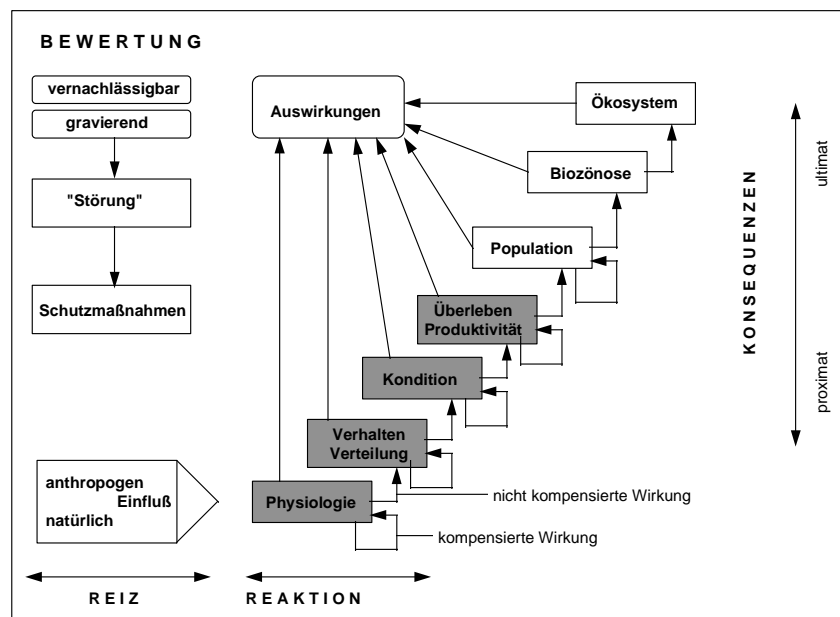 BEWERTUNG
vernachlässigbar
gravierend
"Störung"
Schutzmaßnahmen
anthropogen
Einfluß
natürlich
REIZ
Auswirkungen
Ökosystem
Biozönose
Population
Überleben
Produktivität
Kondition
Verhalten
Verteilung
Physiologie
nicht kompensierte Wirkung
kompensierte Wirkung
REAKTION
KONSEQUENZEN
ultimat
proximat